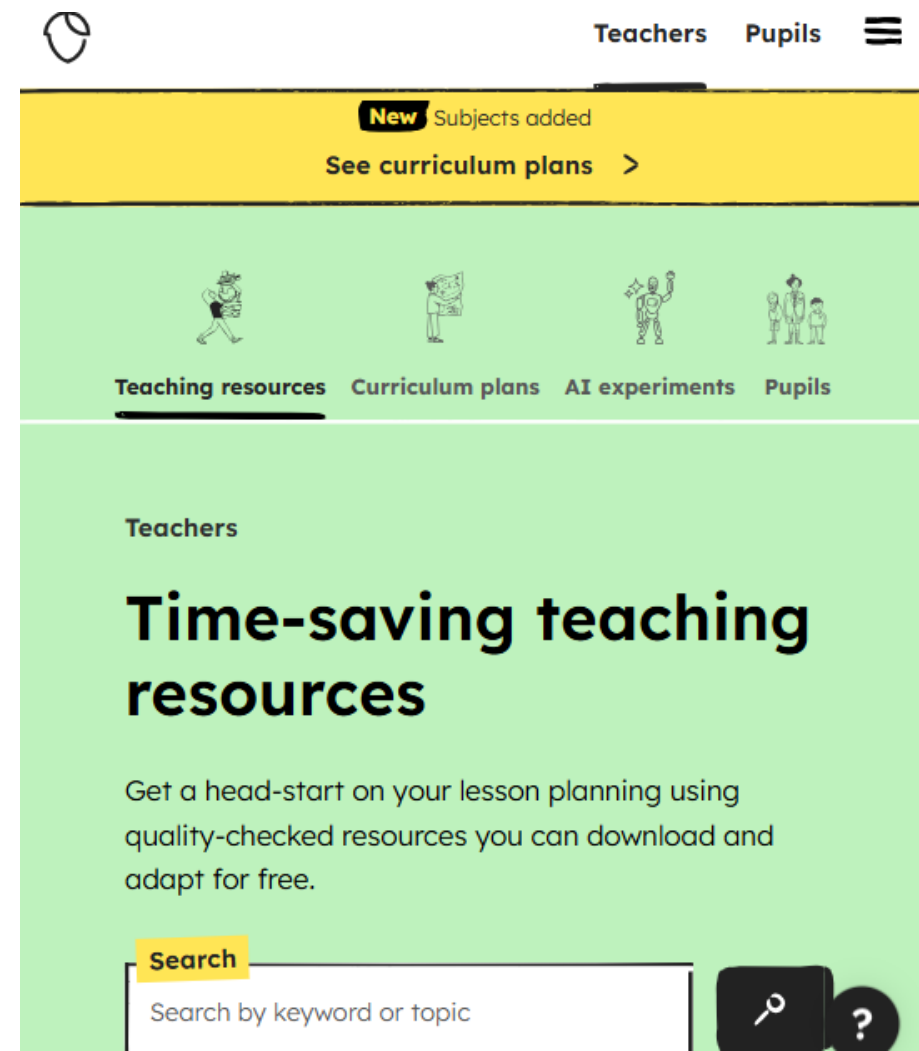 Teachers Pupils
New Subjects added
See curriculum plans >
Teaching resources Curriculum plans AI experiments Pupils
Teachers
Time-saving teaching
resources
Get a head-start on your lesson planning using
quality-checked resources you can download and
adapt for free.
Search
Search by keyword or topic
?